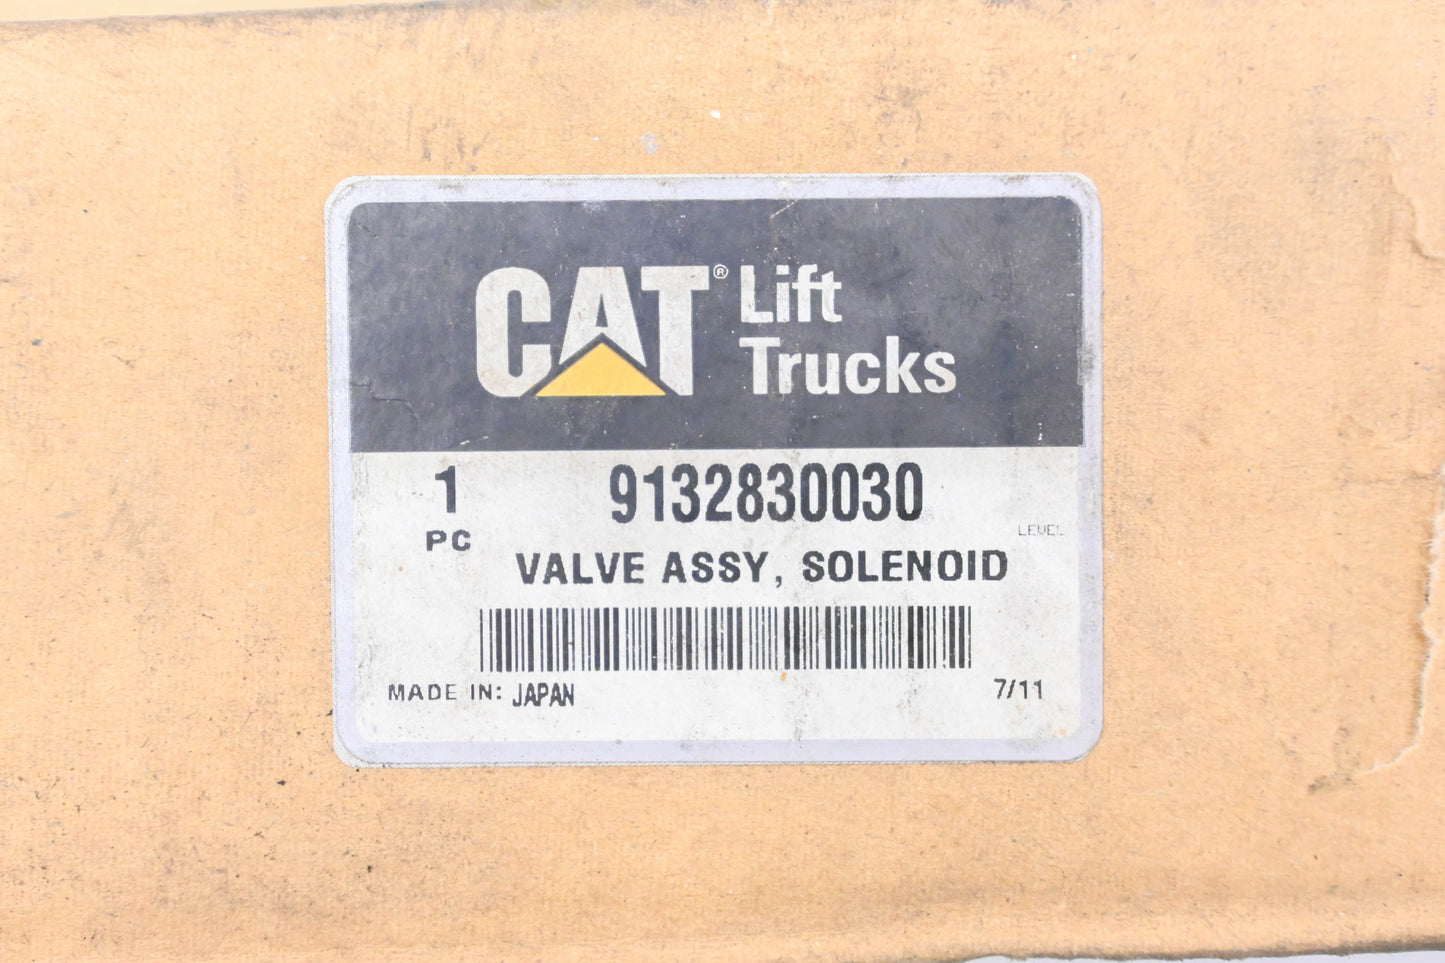 CAT® Lift
Trucks
1 9132830030
PC
LEVEL
VALVE ASSY, SOLENOID
MADE IN: JAPAN 7/11